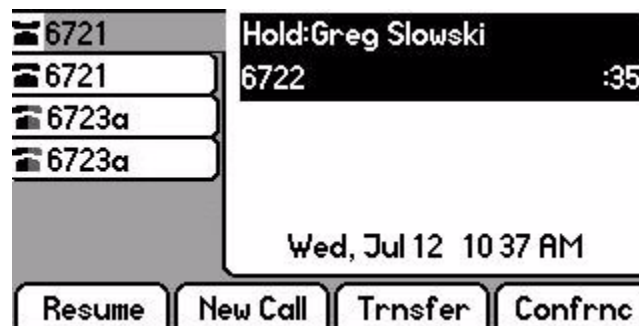 6721
6721
6723a
6723a
Hold:Greg Slowski
6722 :35
Wed, Jul 12 10 37 AM
Resume New Call Trnsfer Confrnc